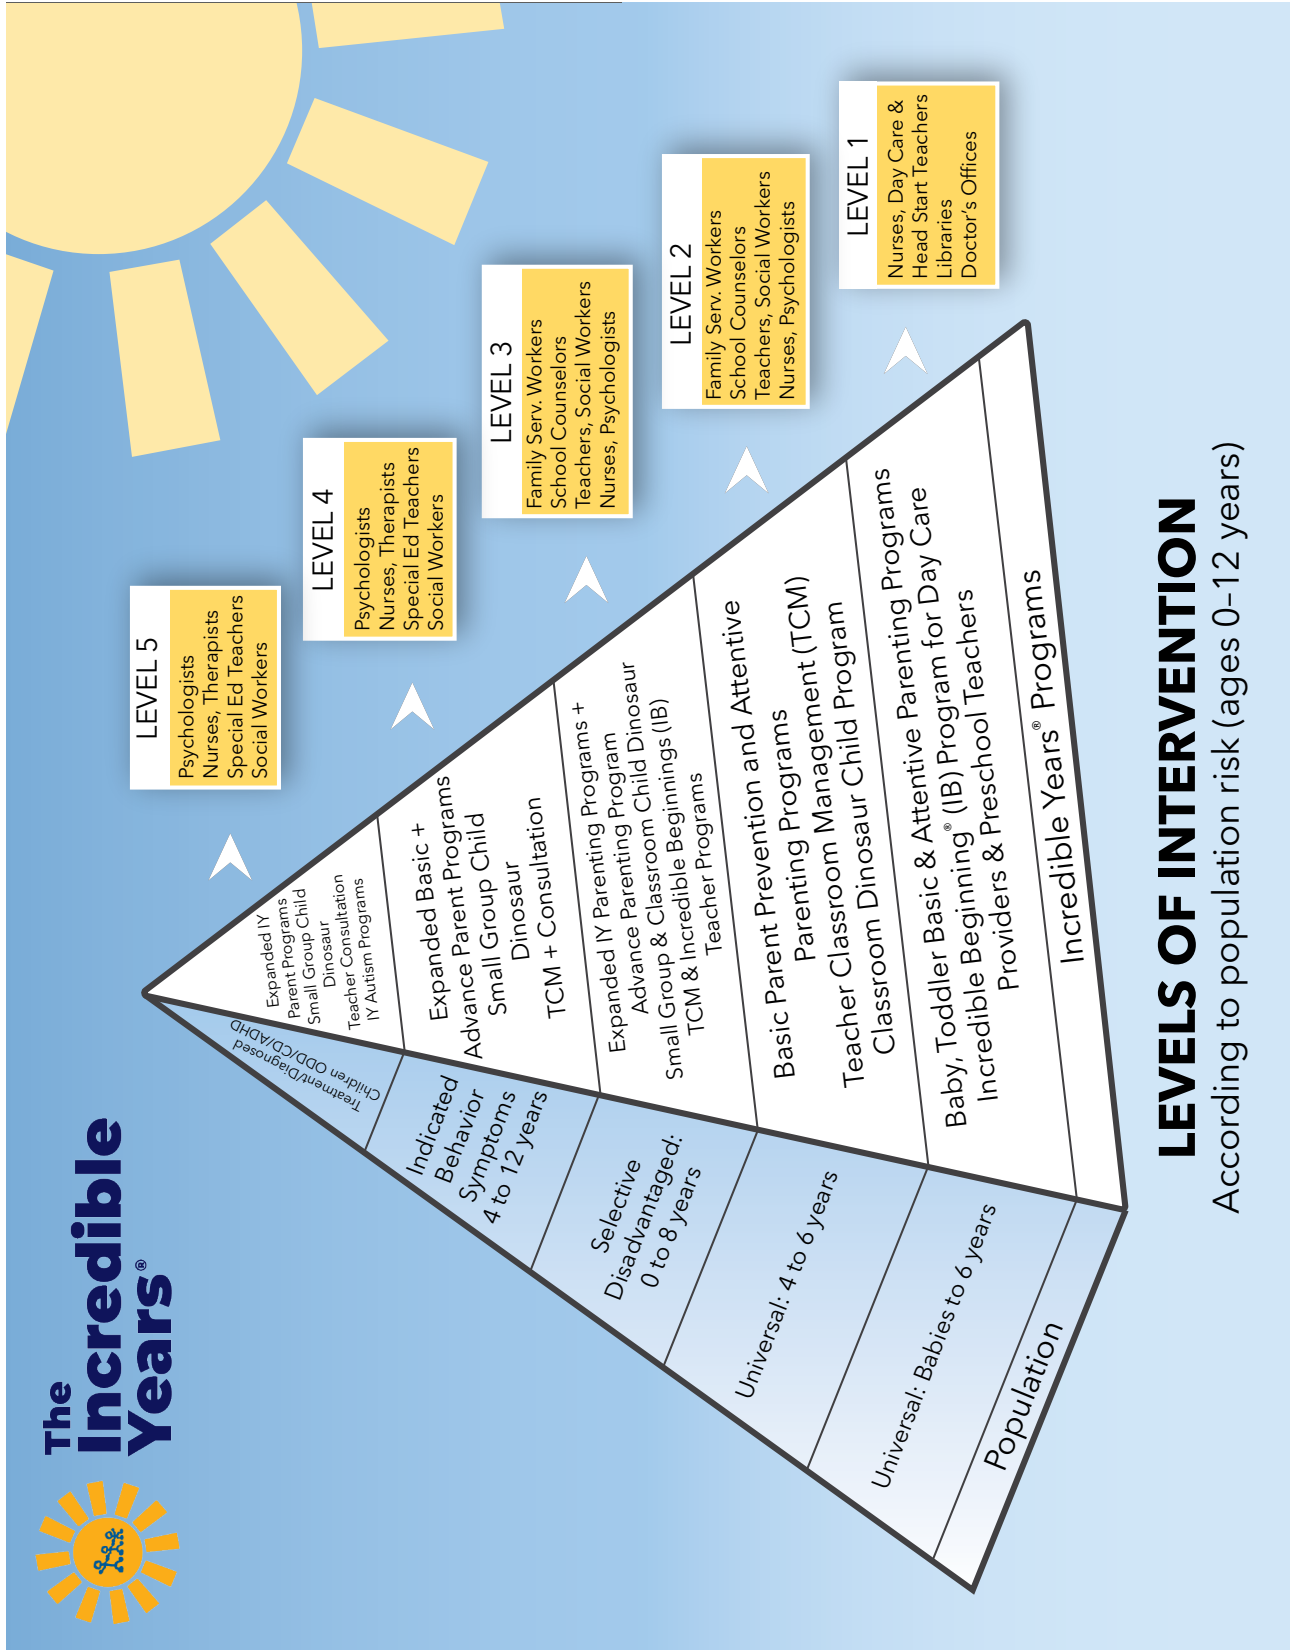 The
Incredible
Years®
LEVEL 5
Psychologists
Nurses, Therapists
Special Ed Teachers
Social Workers
LEVEL 4
Psychologists
Nurses, Therapists
Special Ed Teachers
Social Workers
LEVEL 3
Family Serv. Workers
School Counselors
Teachers, Social Workers
Nurses, Psychologists
LEVEL 2
Family Serv. Workers
School Counselors
Teachers, Social Workers
Nurses, Psychologists
LEVEL 1
Nurses, Day Care &
Head Start Teachers
Libraries
Doctor's Offices
Treatment/Diagnosed
Children ODD/CD/ADHD
Expanded IY
Parent Programs
Small Group Child
Dinosaur
Teacher Consultation
IY Autism Programs
Indicated
Behavior
Symptoms
4 to 12 years
Expanded Basic +
Advance Parent Programs
Small Group Child
Dinosaur
TCM + Consultation
Selective
Disadvantaged:
0 to 8 years
Expanded IY Parenting Programs +
Advance Parenting Program
Small Group & Classroom Child Dinosaur
TCM & Incredible Beginnings (IB)
Teacher Programs
Universal: 4 to 6 years
Basic Parent Prevention and Attentive
Parenting Programs
Teacher Classroom Management (TCM)
Classroom Dinosaur Child Program
Universal: Babies to 6 years
Baby, Toddler Basic & Attentive Parenting Programs
Incredible Beginning® (IB) Program for Day Care
Providers & Preschool Teachers
Population
Incredible Years® Programs
LEVELS OF INTERVENTION
According to population risk (ages 0–12 years)